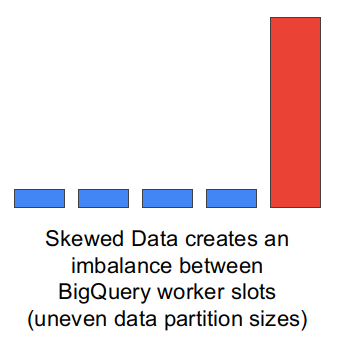 Skewed Data creates an
imbalance between
BigQuery worker slots
(uneven data partition sizes)